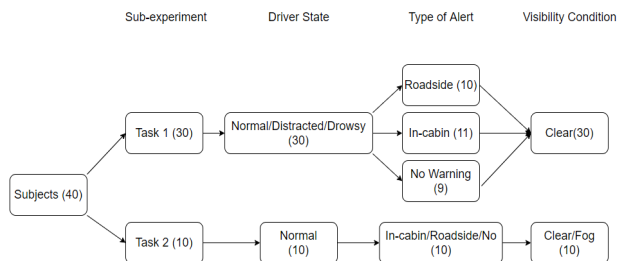 Sub-experiment
Driver State
Type of Alert
Visibility Condition
Roadside (10)
Task 1 (30)
Normal/Distracted/Drowsy
(30)
In-cabin (11)
Clear(30)
No Warning
(9)
Subjects (40)
Task 2 (10)
Normal
(10)
In-cabin/Roadside/No
(10)
Clear/Fog
(10)